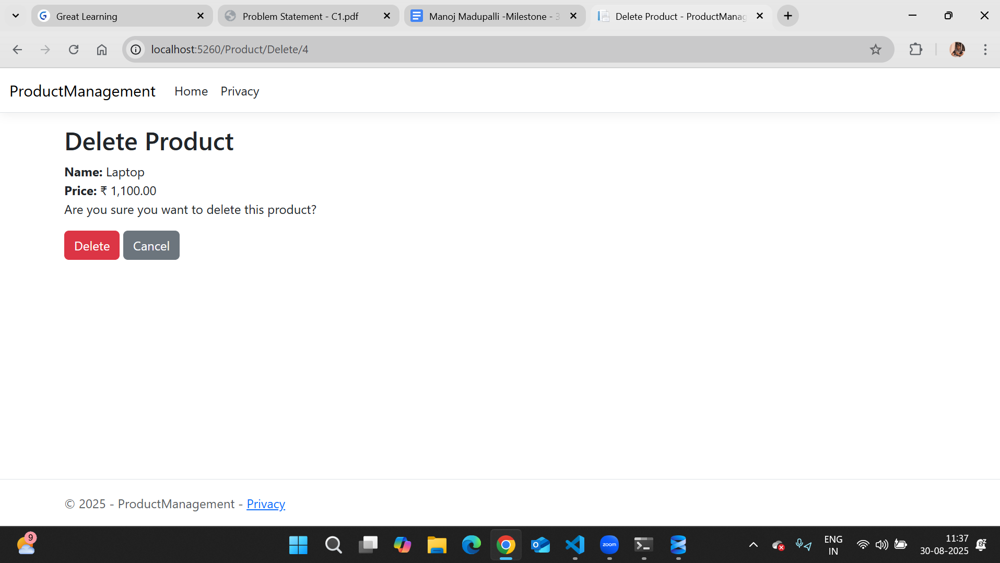 Great Learning
Problem Statement - C1.pdf
Manoj Madupalli -Milestone - 3
Delete Product - ProductManag
localhost:5260/Product/Delete/4
ProductManagement Home Privacy
Delete Product
Name: Laptop
Price: ₹ 1,100.00
Are you sure you want to delete this product?
Delete Cancel
© 2025 - ProductManagement - Privacy
9
zoom
ENG
IN
11:37
30-08-2025